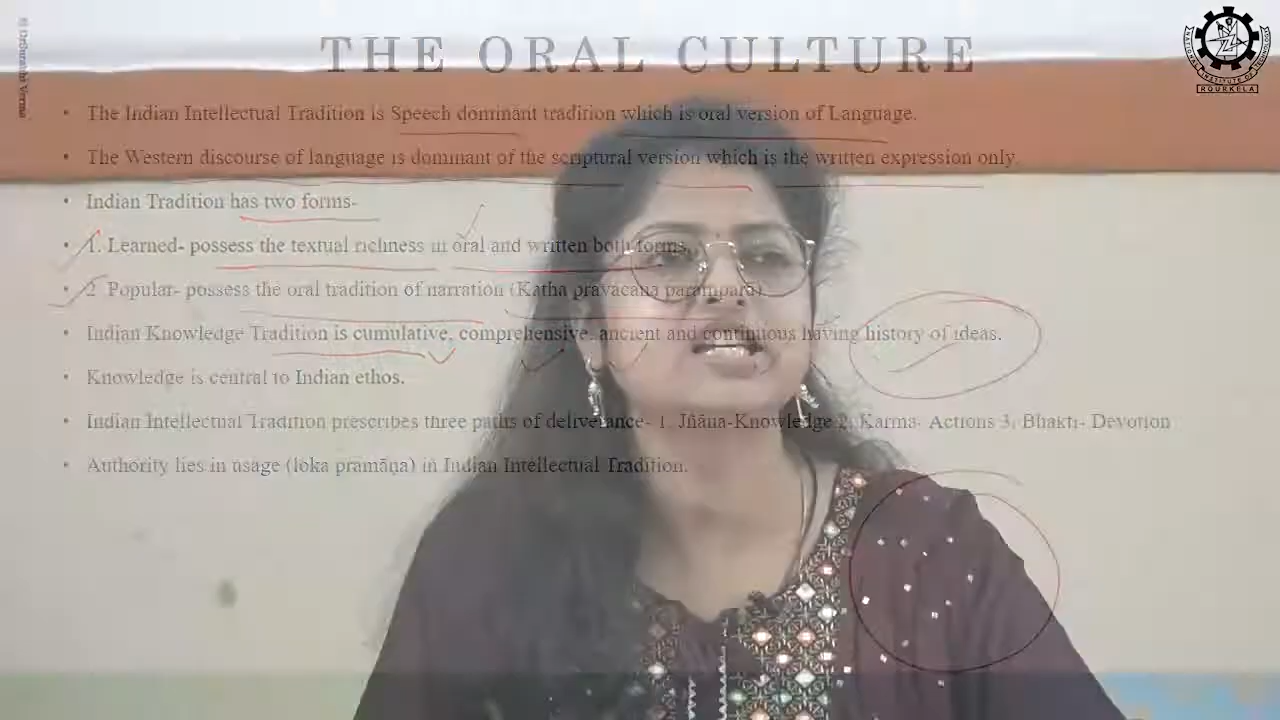 THE ORAL CULTURE
• The Indian Intellectual Tradition is Speech dominant tradition which is oral version of Language.
• The Western discourse of language is dominant of the scriptural version which is the written expression only.
• Indian Tradition has two forms-
• 1. Learned- possess the textual richness in oral and written both forms.
• 2 Popular- possess the oral tradition of narration (Katha pravacana paramparā).
• Indian Knowledge Tradition is cumulative, comprehensive, ancient and continuous having history of ideas.
• Knowledge is central to Indian ethos.
• Indian Intellectual Tradition prescribes three paths of deliverance- 1. Jñāna-Knowledge 2. Karma- Actions 3. Bhakti- Devotion
• Authority lies in usage (loka pramāṇa) in Indian Intellectual Tradition.
ROURKELA